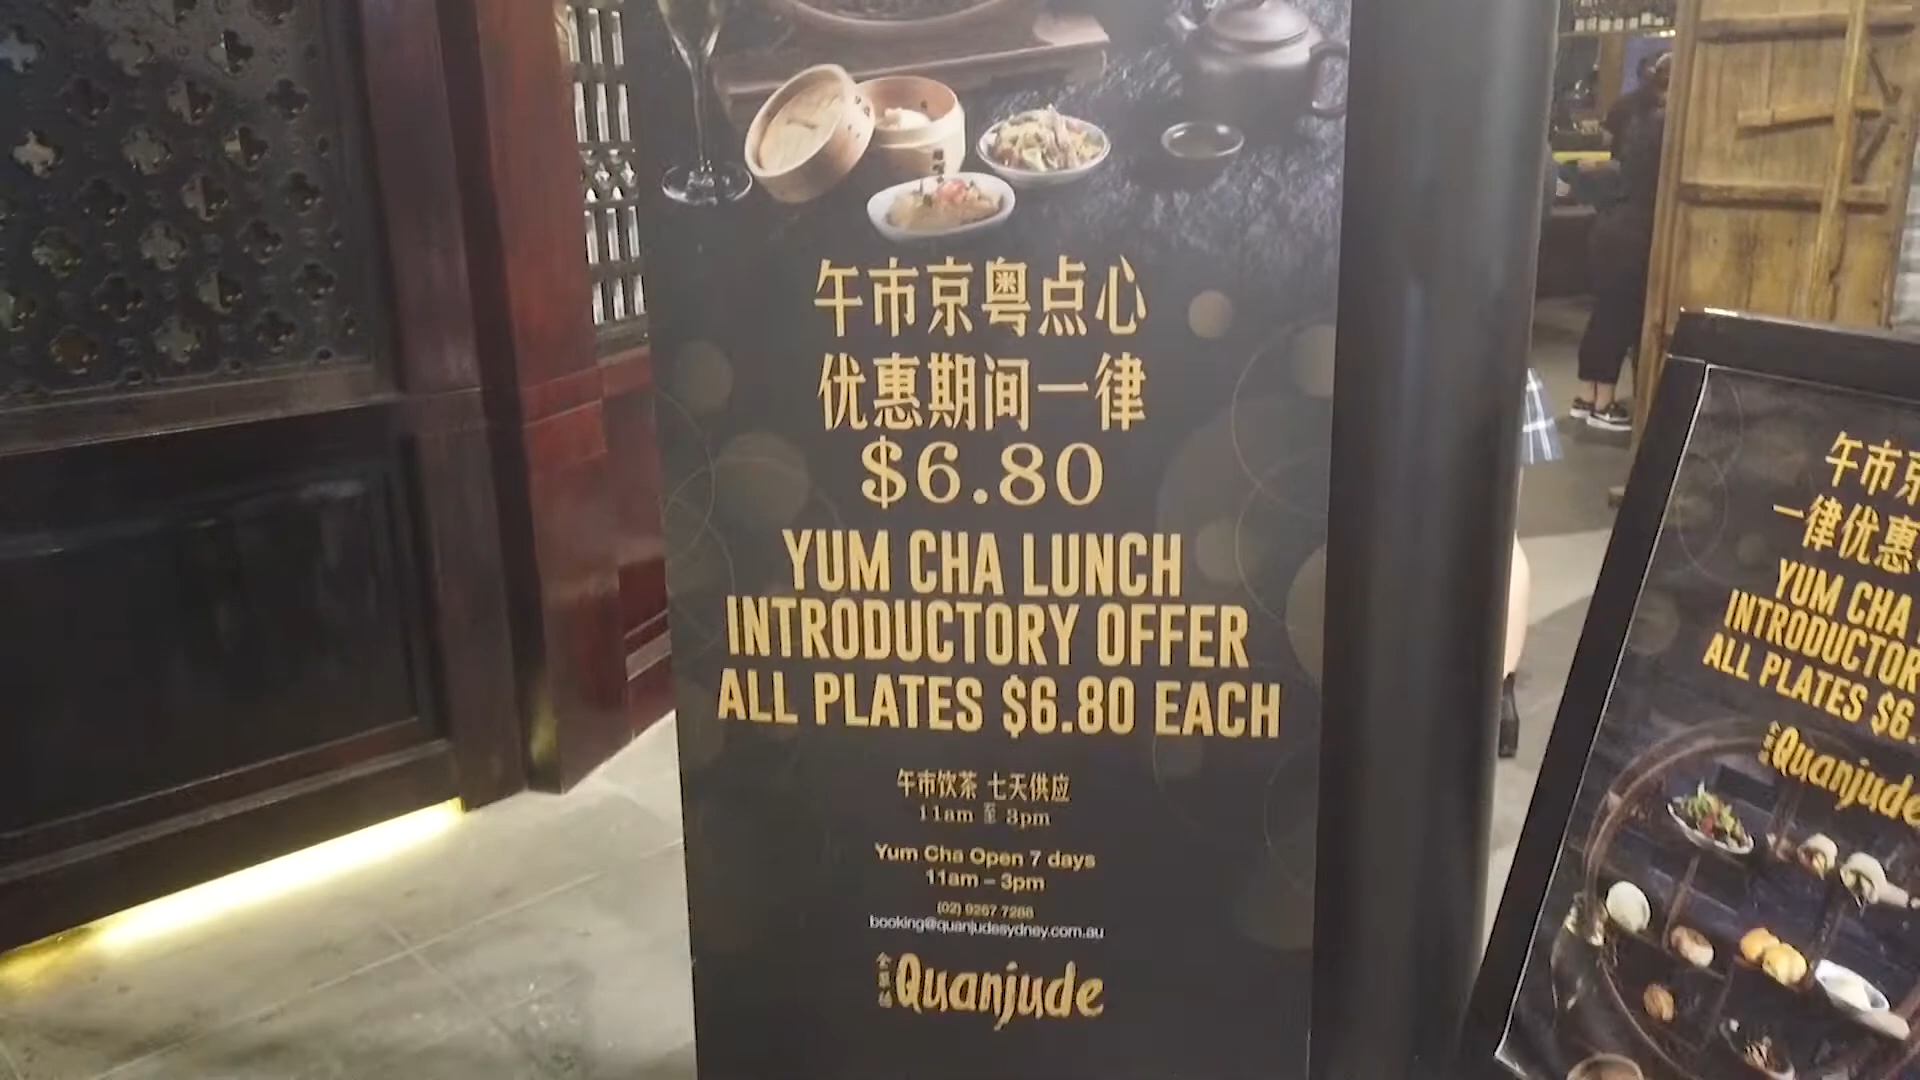 午市京粤点心
优惠期间一律
$6.80
YUM CHA LUNCH
INTRODUCTORY OFFER
ALL PLATES $6.80 EACH
午市饮茶 七天供应
11am 至 3pm
Yum Cha Open 7 days
11am – 3pm
(02) 9267 7288
booking@quanjudesydney.com.au
全聚德 Quanjude
午市京
一律优惠
YUM CHA
INTRODUCTOR
ALL PLATES $6.
Quanjude